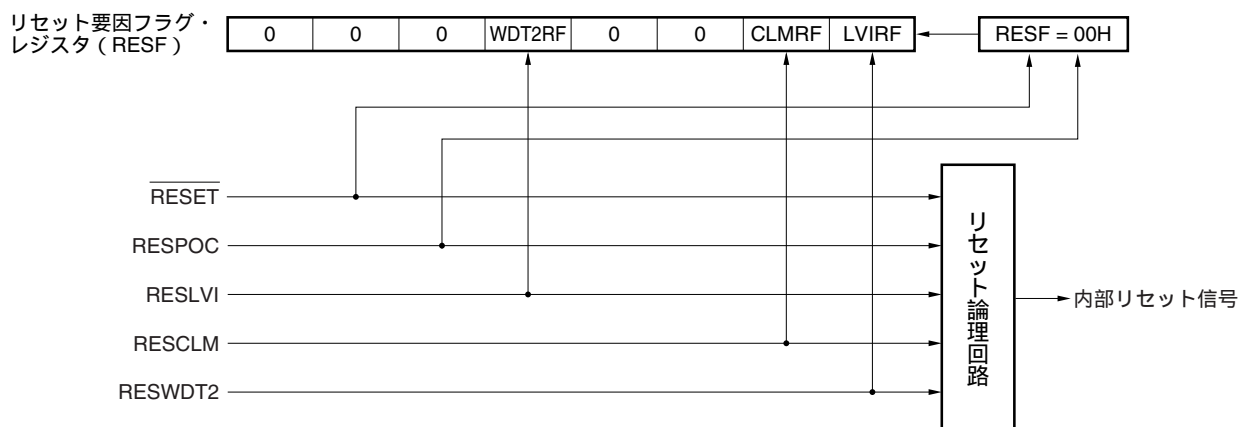 リセット要因フラグ・
レジスタ（RESF）
0 0 0 WDT2RF 0 0 CLMRF LVIRF
RESF = 00H
RESET
RESPOC
RESLVI
RESCLM
RESWDT2
リセット論理回路
内部リセット信号